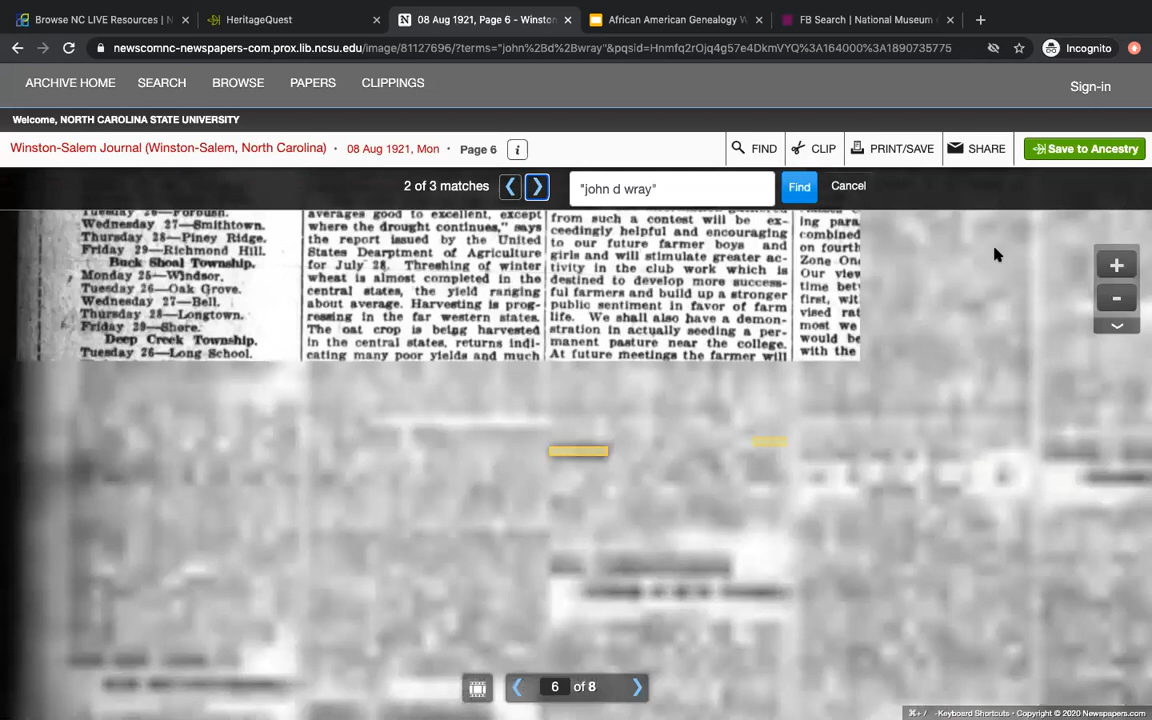 Browse NC LIVE Resources | N
HeritageQuest
08 Aug 1921, Page 6 - Winston
African American Genealogy W
FB Search | National Museum
newscomnc-newspapers-com.prox.lib.ncsu.edu/image/81127696/?terms="john%2Bd%2Bwray"&pqsid=Hnmfq2rOjq4g57e4DkmVYQ%3A164000%3A1890735775
Incognito
ARCHIVE HOME
SEARCH
BROWSE
PAPERS
CLIPPINGS
Sign-in
Welcome, NORTH CAROLINA STATE UNIVERSITY
Winston-Salem Journal (Winston-Salem, North Carolina) · 08 Aug 1921, Mon · Page 6
FIND
CLIP
PRINT/SAVE
SHARE
Save to Ancestry
2 of 3 matches
"john d wray"
Find
Cancel
Tuesday 26—Forbush.
Wednesday 27—Smithtown.
Thursday 28—Piney Ridge.
Friday 29—Richmond Hill.
Buck Shoal Township.
Monday 25—Windsor.
Tuesday 26—Oak Grove.
Wednesday 27—Bell.
Thursday 28—Longtown.
Friday 29—Shore.
Deep Creek Township.
Tuesday 26—Long School.
averages good to excellent, except
where the drought continues," says
the report issued by the United
States Deaprtment of Agriculture
for July 28. Threshing of winter
wheat is almost completed in the
central states, the yield ranging
about average. Harvesting is prog-
ressing in the far western states.
The oat crop is being harvested
in the central states, returns indi-
cating many poor yields and much
from such a contest will be ex-
ceedingly helpful and encouraging
to our future farmer boys and
girls and will stimulate greater ac-
tivity in the club work which is
destined to develop more success-
ful farmers and build up a stronger
public sentiment in favor of farm
life. We shall also have a demon-
stration in actually seeding a per-
manent pasture near the college.
At future meetings the farmer will
ing para
combined
on fourth
Zone On
Our view
time bet
first, wit
vised rat
most we
would be
with the
6 of 8
⌘+/ -Keyboard Shortcuts - Copyright © 2020 Newspapers.com